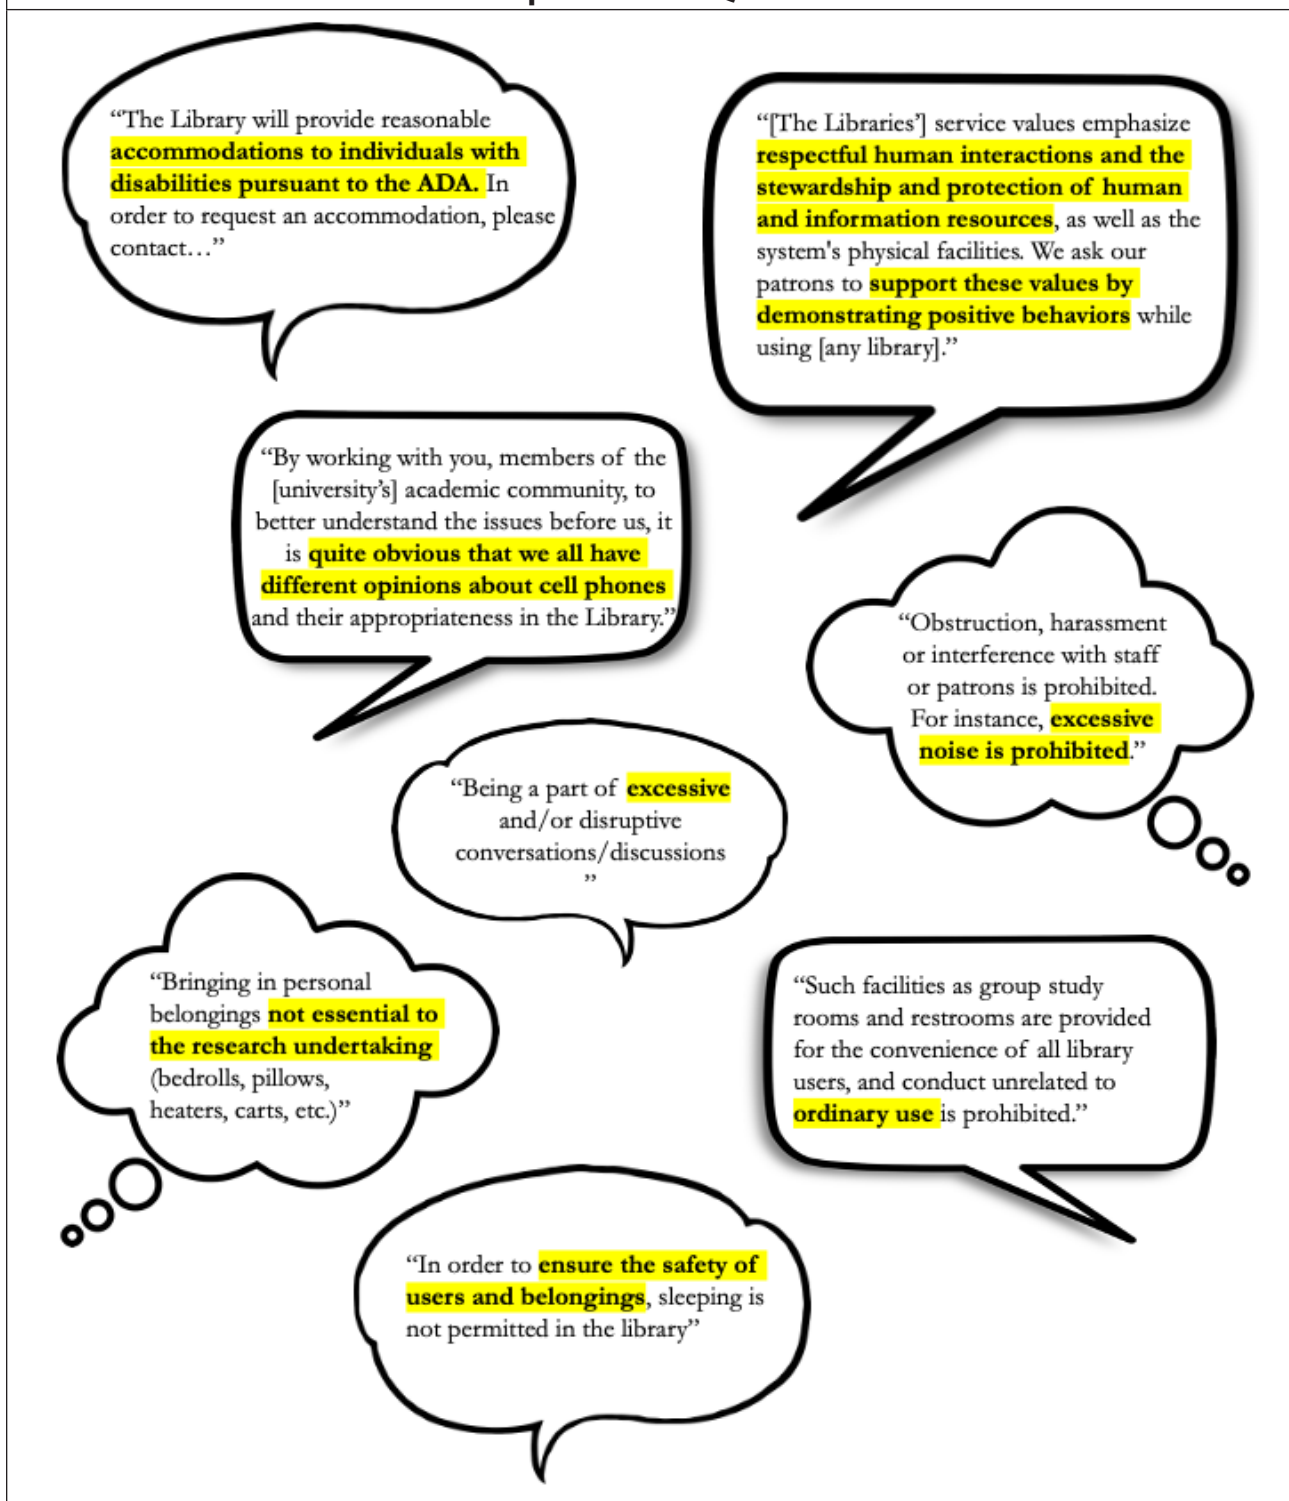 “The Library will provide reasonable
accommodations to individuals with
disabilities pursuant to the ADA. In
order to request an accommodation, please
contact…”
“[The Libraries’] service values emphasize
respectful human interactions and the
stewardship and protection of human
and information resources, as well as the
system's physical facilities. We ask our
patrons to support these values by
demonstrating positive behaviors while
using [any library].”
“By working with you, members of the
[university’s] academic community, to
better understand the issues before us, it
is quite obvious that we all have
different opinions about cell phones
and their appropriateness in the Library.”
“Obstruction, harassment
or interference with staff
or patrons is prohibited.
For instance, excessive
noise is prohibited.”
“Being a part of excessive
and/or disruptive
conversations/discussions
”
“Bringing in personal
belongings not essential to
the research undertaking
(bedrolls, pillows,
heaters, carts, etc.)”
“Such facilities as group study
rooms and restrooms are provided
for the convenience of all library
users, and conduct unrelated to
ordinary use is prohibited.”
“In order to ensure the safety of
users and belongings, sleeping is
not permitted in the library”